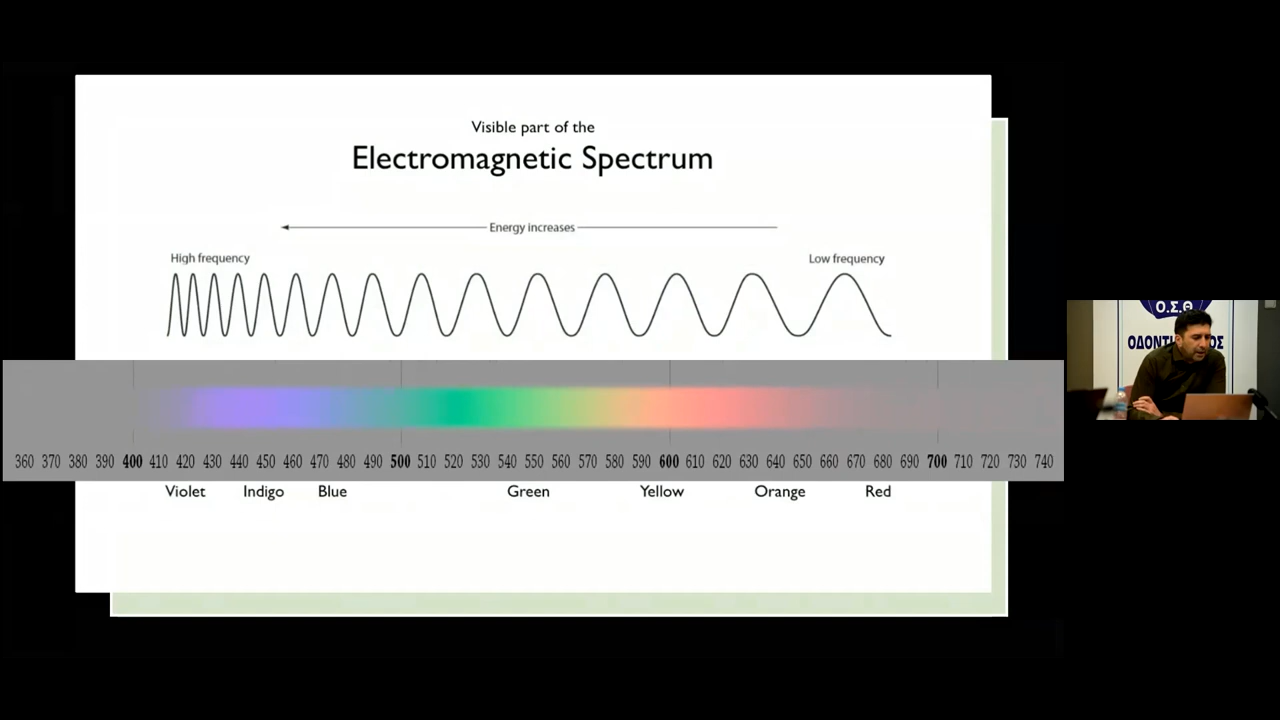 Visible part of the
Electromagnetic Spectrum
Energy increases
High frequency
Low frequency
360 370 380 390 400 410 420 430 440 450 460 470 480 490 500 510 520 530 540 550 560 570 580 590 600 610 620 630 640 650 660 670 680 690 700 710 720 730 740
Violet Indigo Blue Green Yellow Orange Red
Ο.Σ.Θ